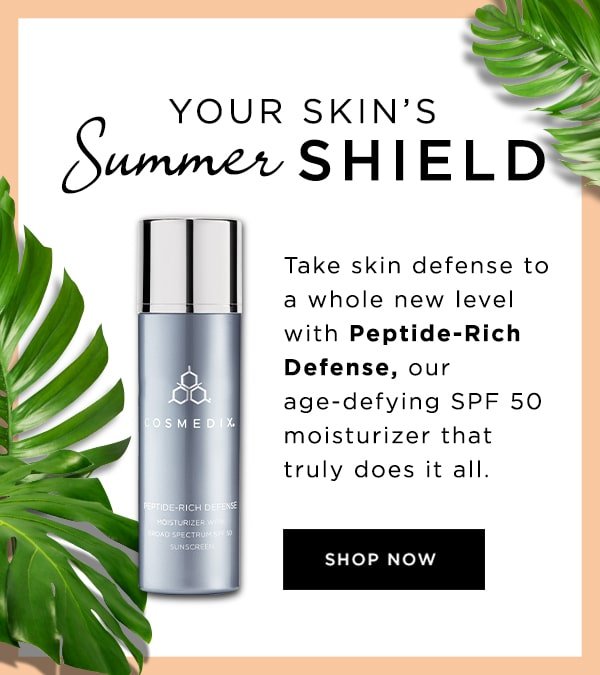 YOUR SKIN'S
Summer SHIELD
Take skin defense to
a whole new level
with Peptide-Rich
Defense, our
age-defying SPF 50
moisturizer that
truly does it all.
SHOP NOW
COSMEDIX
PEPTIDE-RICH DEFENSE
MOISTURIZER WITH
BROAD SPECTRUM SPF 50
SUNSCREEN